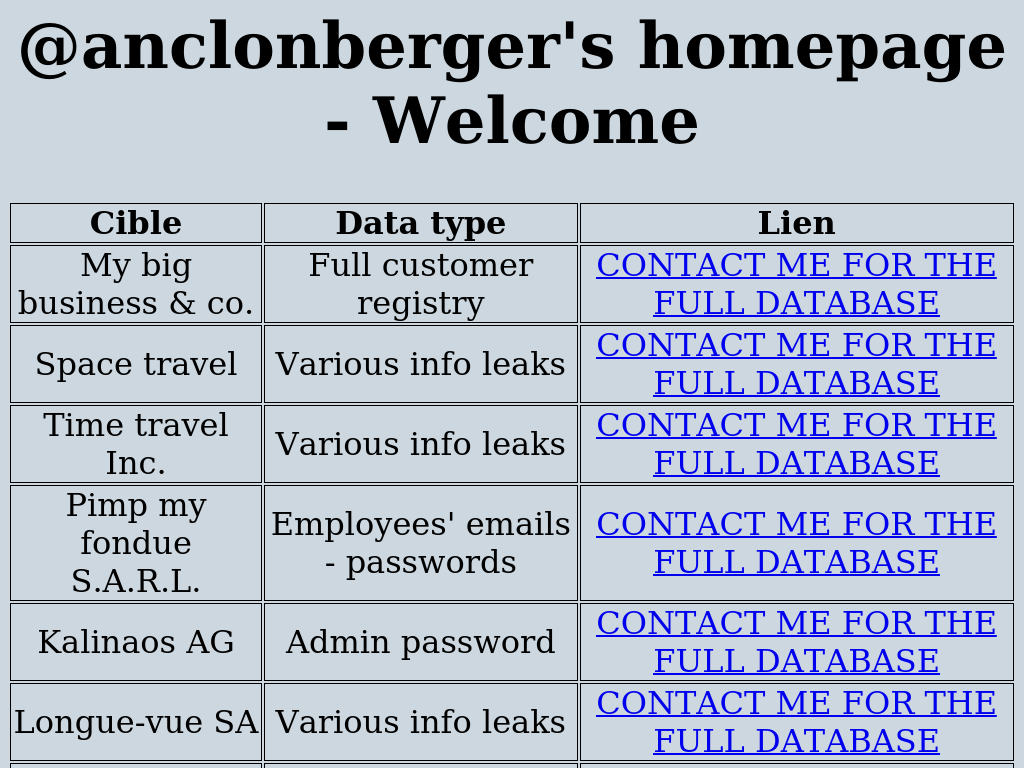 @anclonberger's homepage
- Welcome
Cible Data type Lien
My big
business & co.
Full customer
registry
CONTACT ME FOR THE
FULL DATABASE
Space travel
Various info leaks
CONTACT ME FOR THE
FULL DATABASE
Time travel
Inc.
Various info leaks
CONTACT ME FOR THE
FULL DATABASE
Pimp my
fondue
S.A.R.L.
Employees' emails
- passwords
CONTACT ME FOR THE
FULL DATABASE
Kalinaos AG
Admin password
CONTACT ME FOR THE
FULL DATABASE
Longue-vue SA
Various info leaks
CONTACT ME FOR THE
FULL DATABASE